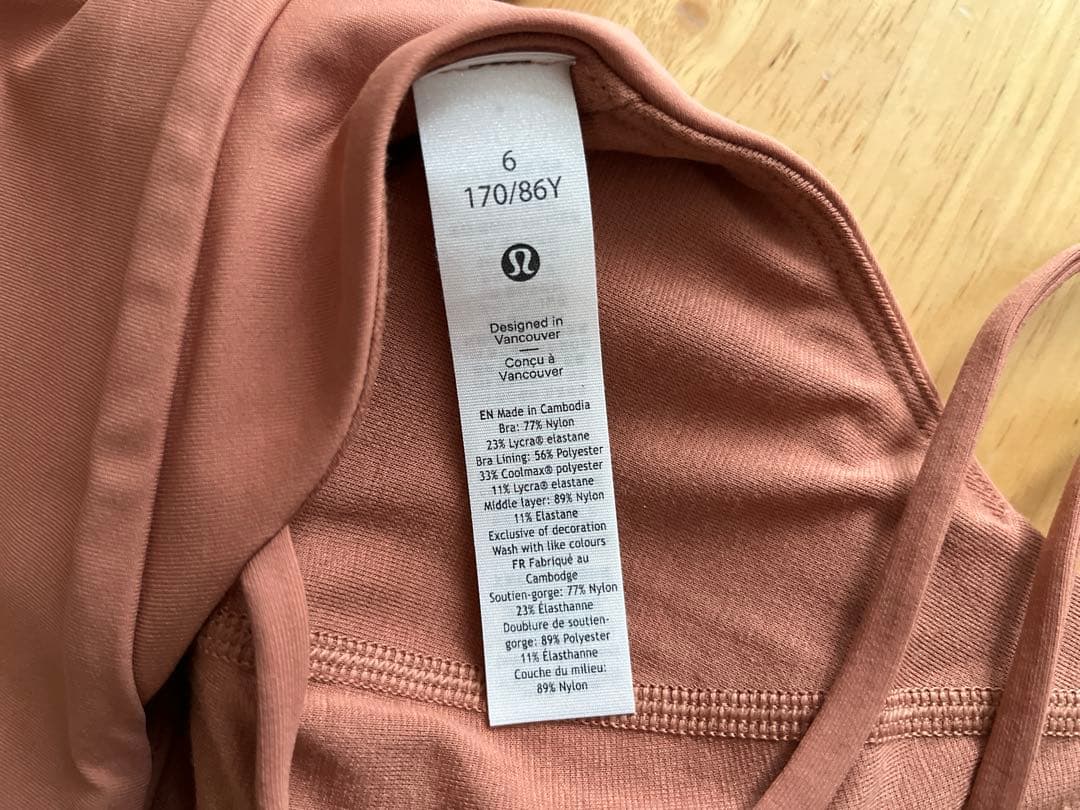 6
170/86Y
Designed in
Vancouver
Conçu à
Vancouver
EN Made in Cambodia
Bra: 77% Nylon
23% Lycra® elastane
Bra Lining: 56% Polyester
33% Coolmax® polyester
11% Lycra® elastane
Middle layer: 89% Nylon
11% Elastane
Exclusive of decoration
Wash with like colours
FR Fabriqué au
Cambodge
Soutien-gorge: 77% Nylon
23% Élasthanne
Doublure de soutien-
gorge: 89% Polyester
11% Élasthanne
Couche du milieu:
89% Nylon